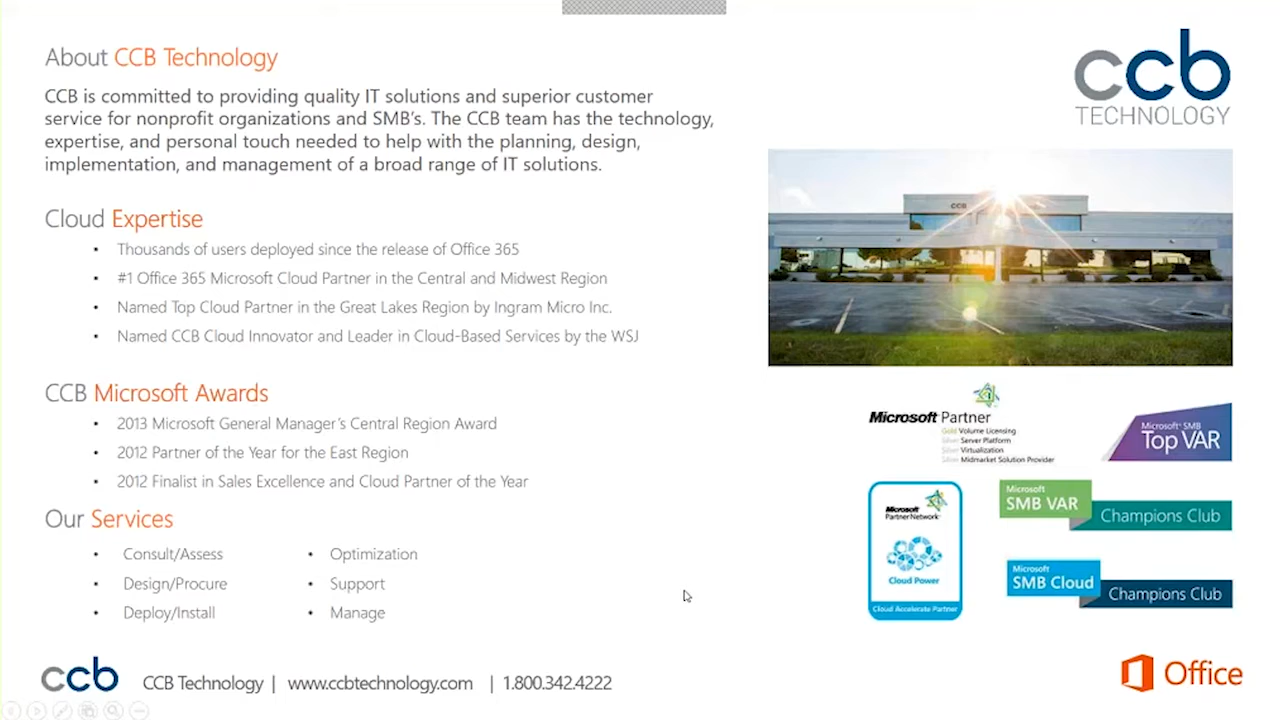 About CCB Technology
CCB is committed to providing quality IT solutions and superior customer
service for nonprofit organizations and SMB's. The CCB team has the technology,
expertise, and personal touch needed to help with the planning, design,
implementation, and management of a broad range of IT solutions.
Cloud Expertise
• Thousands of users deployed since the release of Office 365
• #1 Office 365 Microsoft Cloud Partner in the Central and Midwest Region
• Named Top Cloud Partner in the Great Lakes Region by Ingram Micro Inc.
• Named CCB Cloud Innovator and Leader in Cloud-Based Services by the WSJ
CCB Microsoft Awards
• 2013 Microsoft General Manager's Central Region Award
• 2012 Partner of the Year for the East Region
• 2012 Finalist in Sales Excellence and Cloud Partner of the Year
Our Services
• Consult/Assess
• Design/Procure
• Deploy/Install
• Optimization
• Support
• Manage
ccb
TECHNOLOGY
CCB
Microsoft Partner
Gold Volume Licensing
Silver Server Platform
Silver Virtualization
Silver Midmarket Solution Provider
Microsoft SMB
Top VAR
Microsoft
Partner Network
Cloud Power
Cloud Accelerate Partner
Microsoft
SMB VAR
Champions Club
Microsoft
SMB Cloud
Champions Club
ccb CCB Technology | www.ccbtechnology.com | 1.800.342.4222
Office